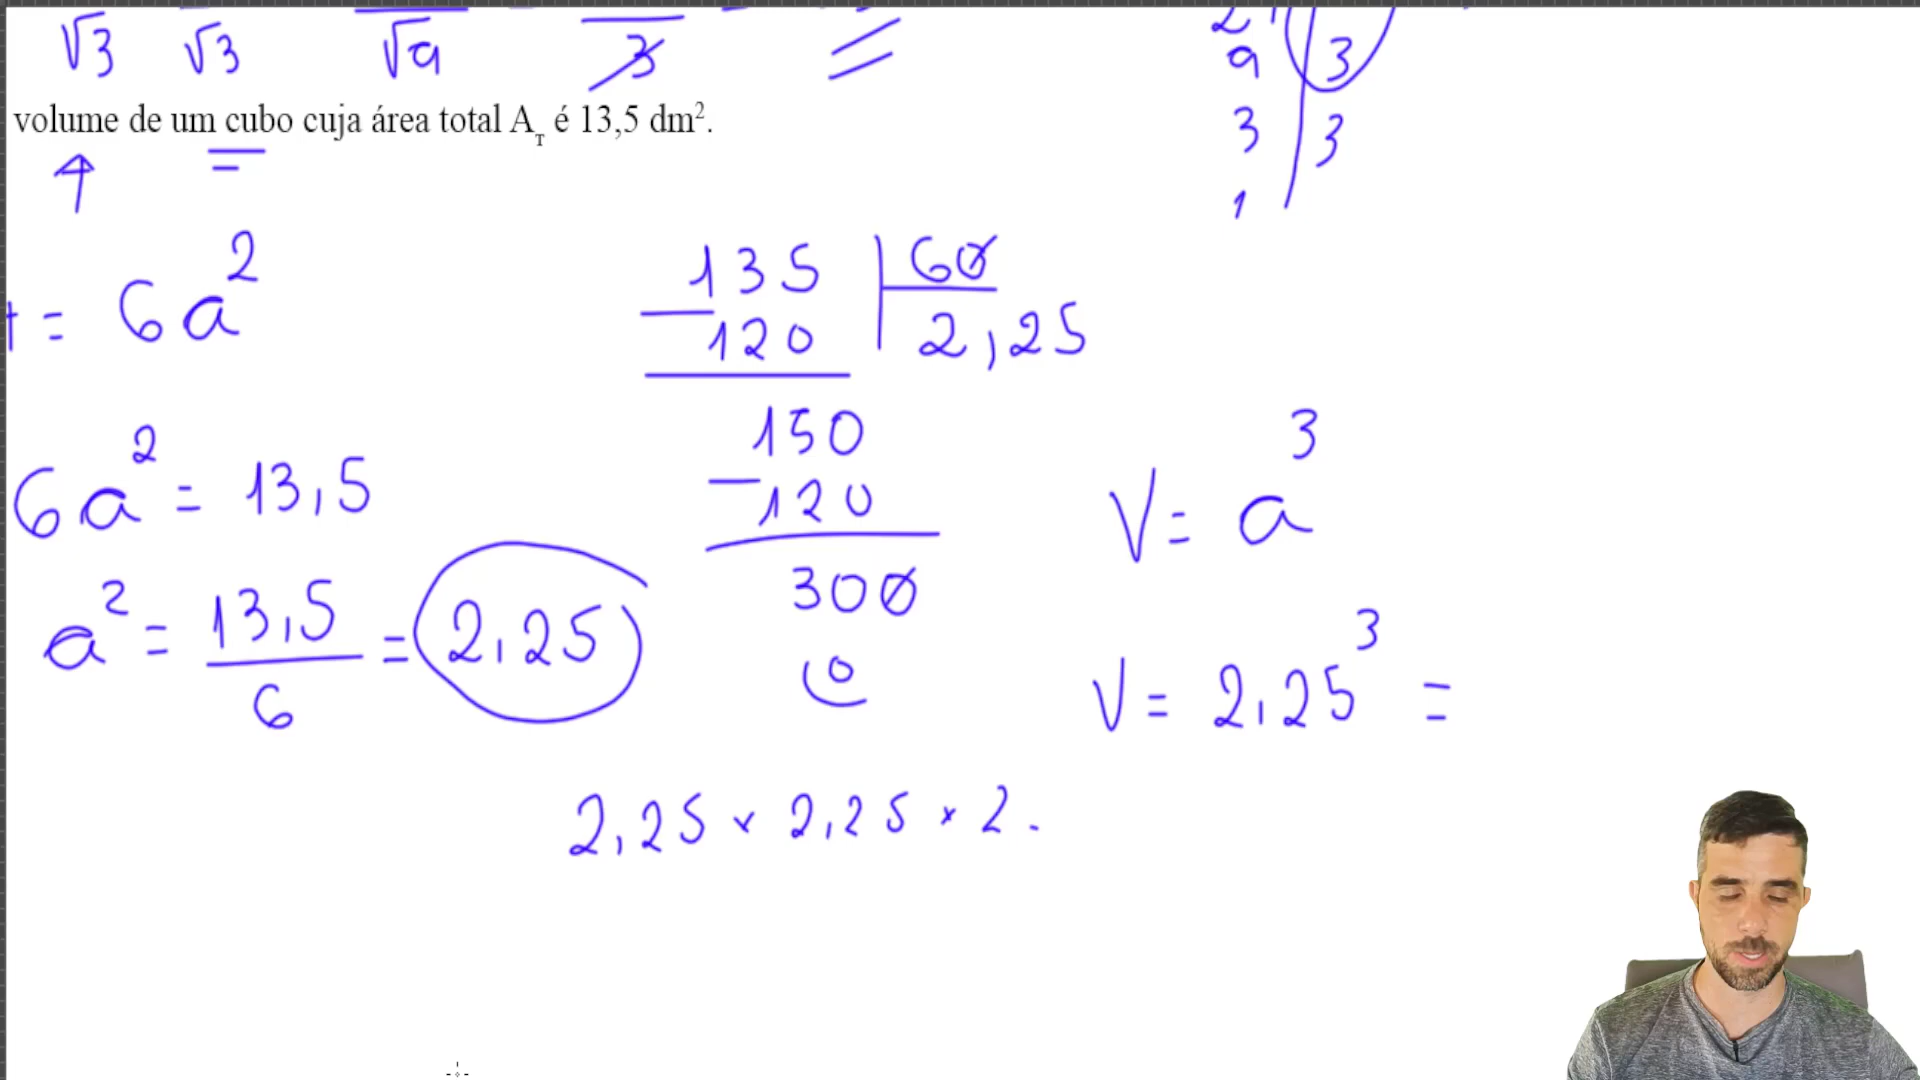 √3 √3 √9 3
9 3
volume de um cubo cuja área total A_T é 13,5 dm².
3 3
1
t = 6a²
135 | 60
120 2,25
6a² = 13,5
150
-120
300
0
a² = 13,5/6 = 2,25
V = a³
V = 2,25³ =
2,25 × 2,25 × 2.